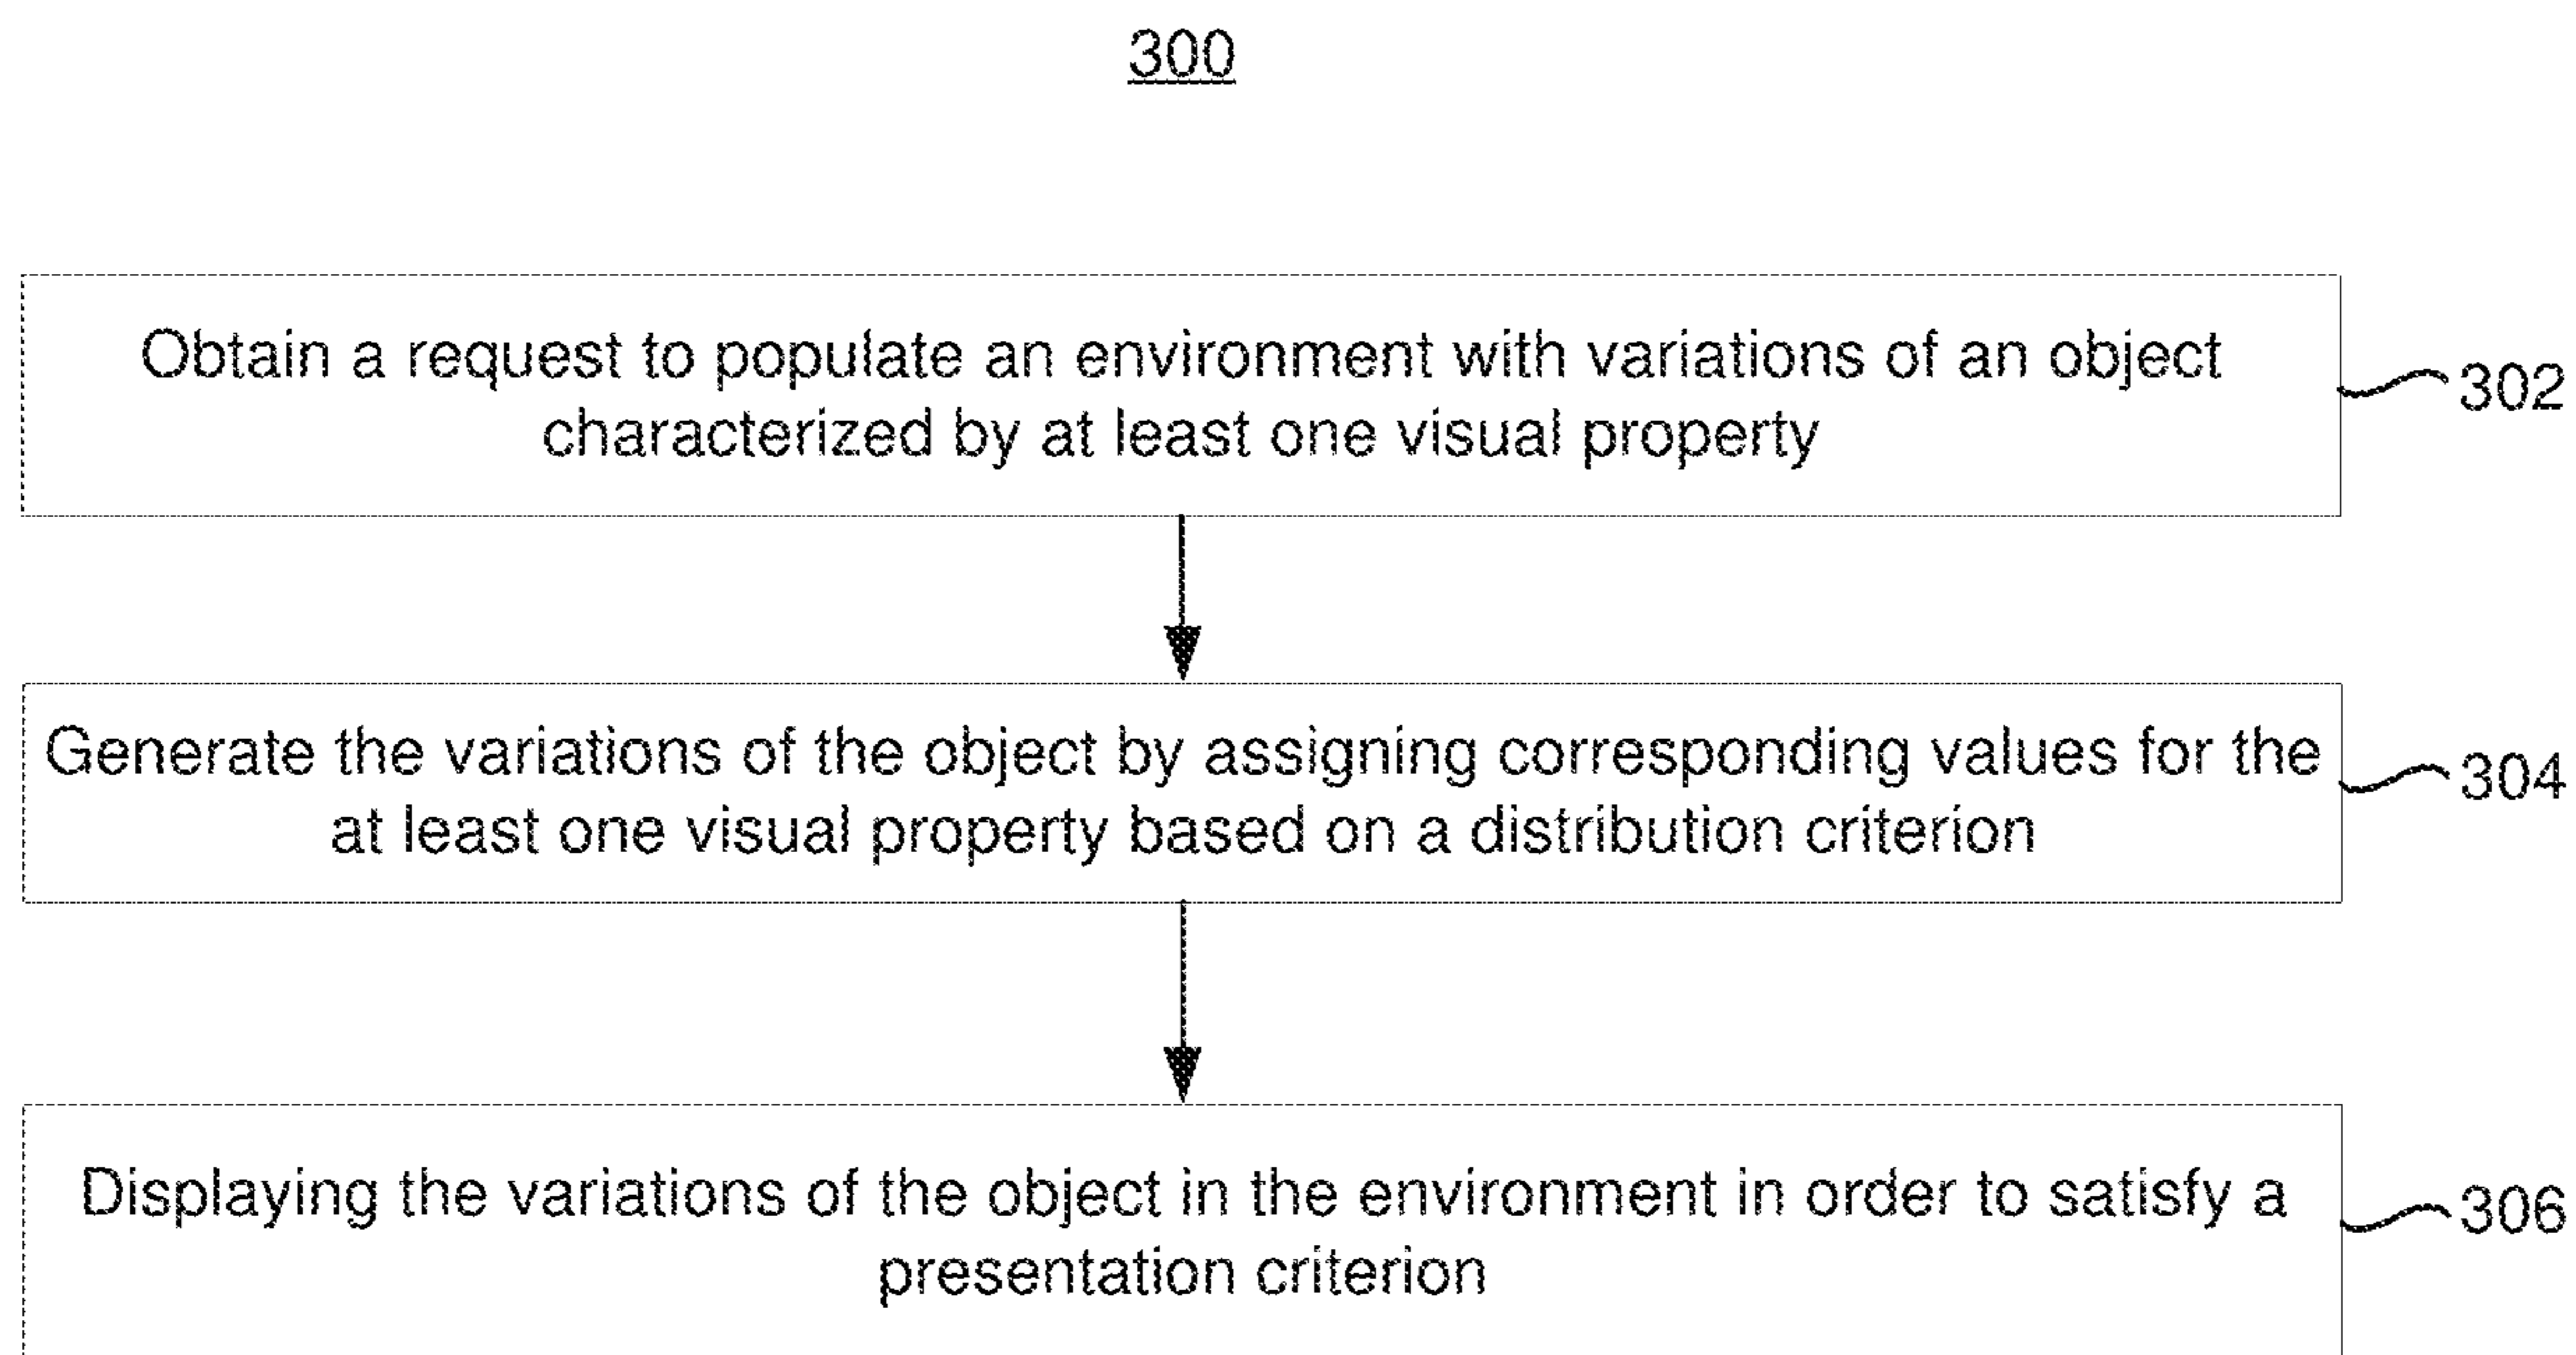 300
Obtain a request to populate an environment with variations of an object
characterized by at least one visual property
302
Generate the variations of the object by assigning corresponding values for the
at least one visual property based on a distribution criterion
304
Displaying the variations of the object in the environment in order to satisfy a
presentation criterion
306